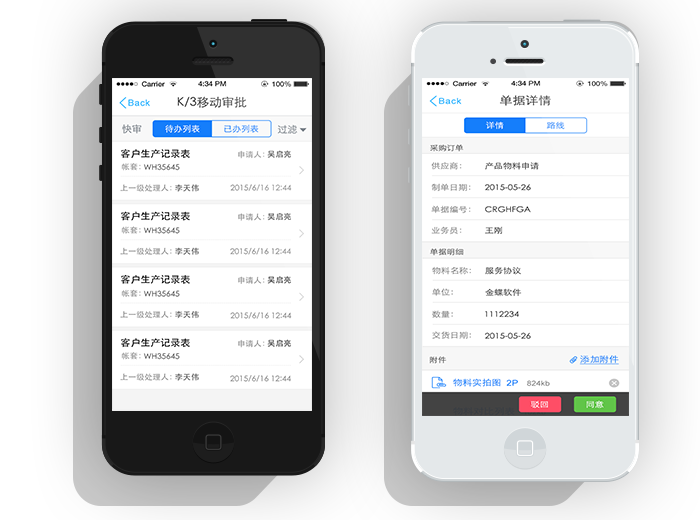 Carrier 4:34 PM 100%
Back K/3移动审批
快审 待办列表 已办列表 过滤
客户生产记录表 申请人：吴启亮
帐套：WH35645
上一级处理人：李天伟 2015/6/16 12:44
客户生产记录表 申请人：吴启亮
帐套：WH35645
上一级处理人：李天伟 2015/6/16 12:44
客户生产记录表 申请人：吴启亮
帐套：WH35645
上一级处理人：李天伟 2015/6/16 12:44
客户生产记录表 申请人：吴启亮
帐套：WH35645
上一级处理人：李天伟 2015/6/16 12:44
Carrier 4:34 PM 100%
Back 单据详情
详情 路线
采购订单
供应商： 产品物料申请
制单日期： 2015-05-26
单据编号： CRGHFGA
业务员： 王刚
单据明细
物料名称： 服务协议
单位： 金蝶软件
数量： 1112234
交货日期： 2015-05-26
附件 添加附件
物料实拍图 2P 824kb
驳回 同意